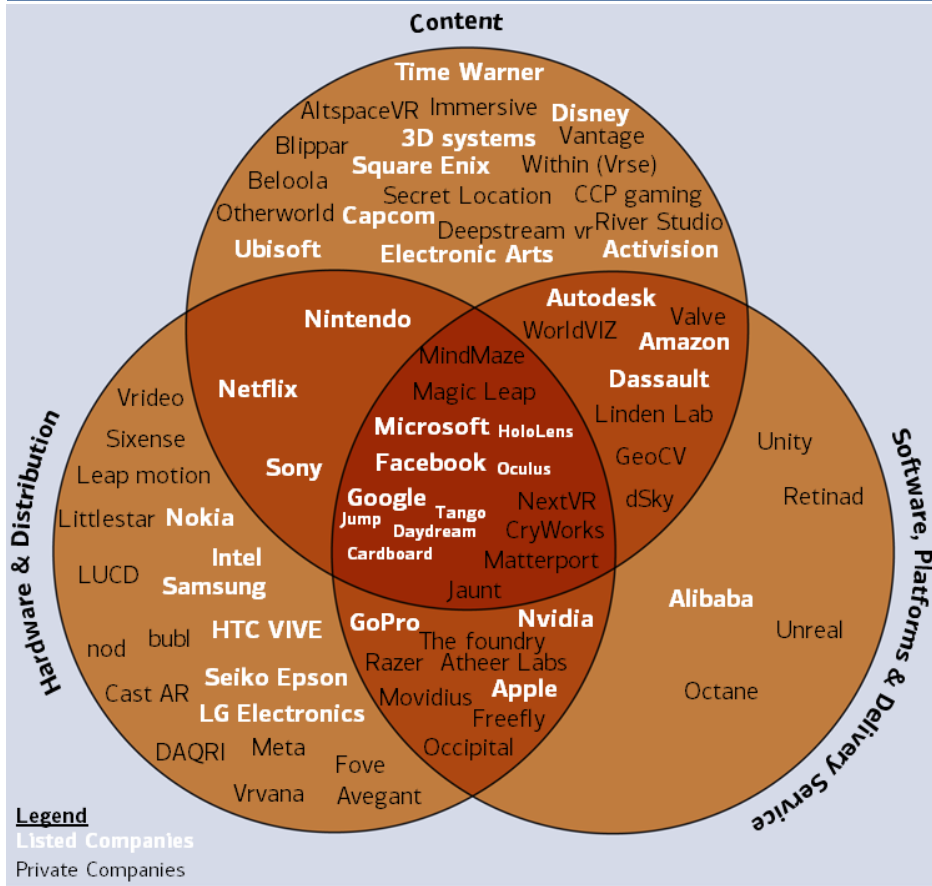 Content
Time Warner
AltspaceVR Immersive Disney
Blippar 3D systems Vantage
Square Enix Within (Vrse)
Beloola Secret Location CCP gaming
Otherworld Capcom Deepstream vr River Studio
Ubisoft Electronic Arts Activision
Nintendo
Netflix
Sony
Autodesk
WorldVIZ Valve
Amazon
Dassault
Linden Lab
GeoCV
dSky
MindMaze
Magic Leap
Microsoft HoloLens
Facebook Oculus
Google NextVR
Jump Tango
Daydream CryWorks
Cardboard Matterport
Jaunt
Hardware & Distribution
Vrideo
Sixense
Leap motion
Littlestar Nokia
Intel
LUCD Samsung
nod bubl HTC VIVE
Cast AR Seiko Epson
LG Electronics
DAQRI Meta
Fove
Vrvana Avegant
GoPro Nvidia
The foundry
Razer Atheer Labs
Movidius Apple
Freefly
Occipital
Software, Platforms & Delivery Service
Unity
Retinad
Alibaba
Unreal
Octane
Legend
Listed Companies
Private Companies